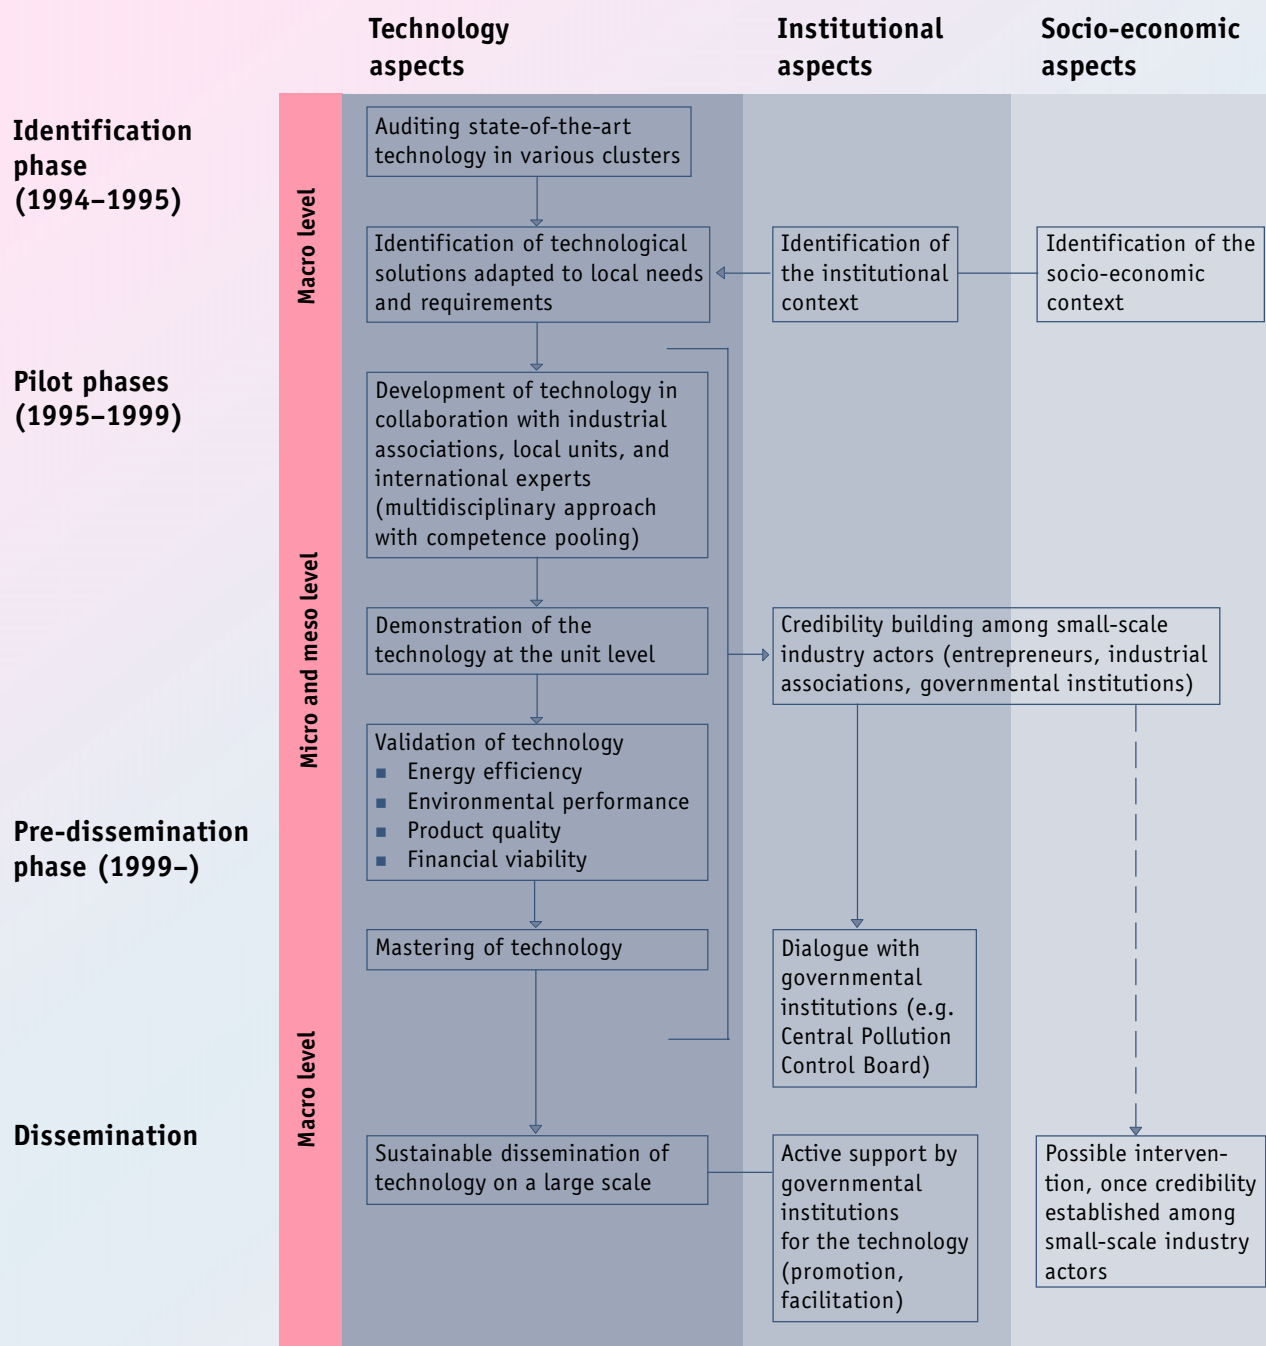 Technology
aspects
Institutional
aspects
Socio-economic
aspects
Identification
phase
(1994–1995)
Macro level
Auditing state-of-the-art
technology in various clusters
Identification of technological
solutions adapted to local needs
and requirements
Identification of
the institutional
context
Identification of the
socio-economic
context
Pilot phases
(1995–1999)
Micro and meso level
Development of technology in
collaboration with industrial
associations, local units, and
international experts
(multidisciplinary approach
with competence pooling)
Demonstration of the
technology at the unit level
Credibility building among small-scale
industry actors (entrepreneurs, industrial
associations, governmental institutions)
Validation of technology
■ Energy efficiency
■ Environmental performance
■ Product quality
■ Financial viability
Pre-dissemination
phase (1999–)
Mastering of technology
Dialogue with
governmental
institutions (e.g.
Central Pollution
Control Board)
Macro level
Dissemination
Sustainable dissemination of
technology on a large scale
Active support by
governmental
institutions
for the technology
(promotion,
facilitation)
Possible interven-
tion, once credibility
established among
small-scale industry
actors